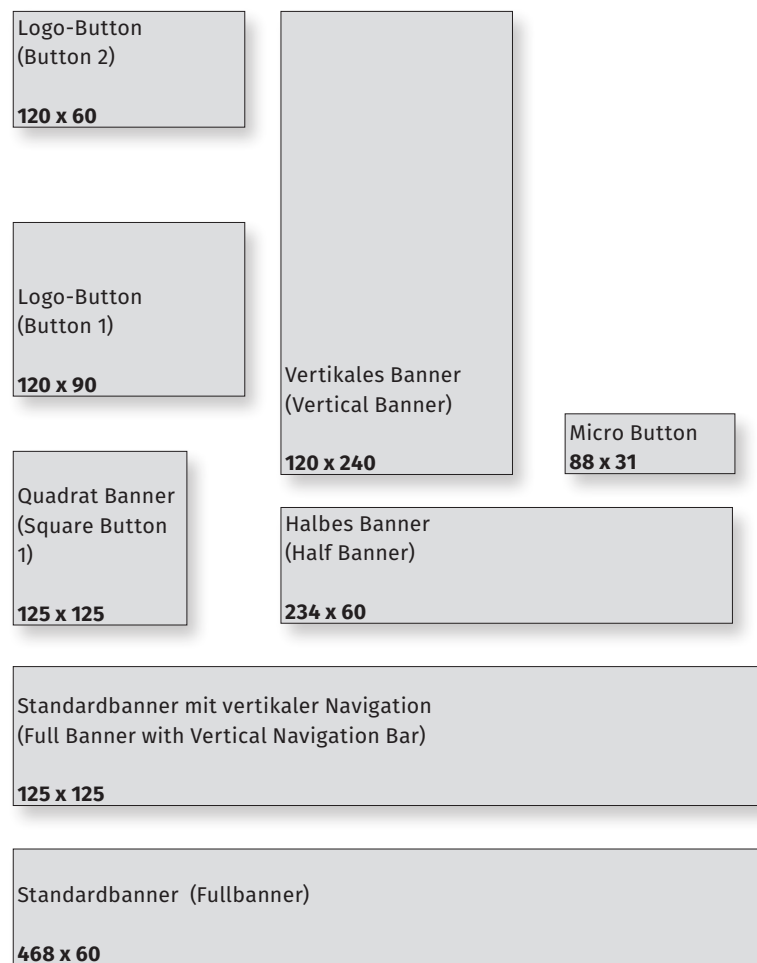 Logo-Button
(Button 2)
120 x 60
Logo-Button
(Button 1)
120 x 90
Vertikales Banner
(Vertical Banner)
120 x 240
Micro Button
88 x 31
Quadrat Banner
(Square Button
1)
125 x 125
Halbes Banner
(Half Banner)
234 x 60
Standardbanner mit vertikaler Navigation
(Full Banner with Vertical Navigation Bar)
125 x 125
Standardbanner (Fullbanner)
468 x 60